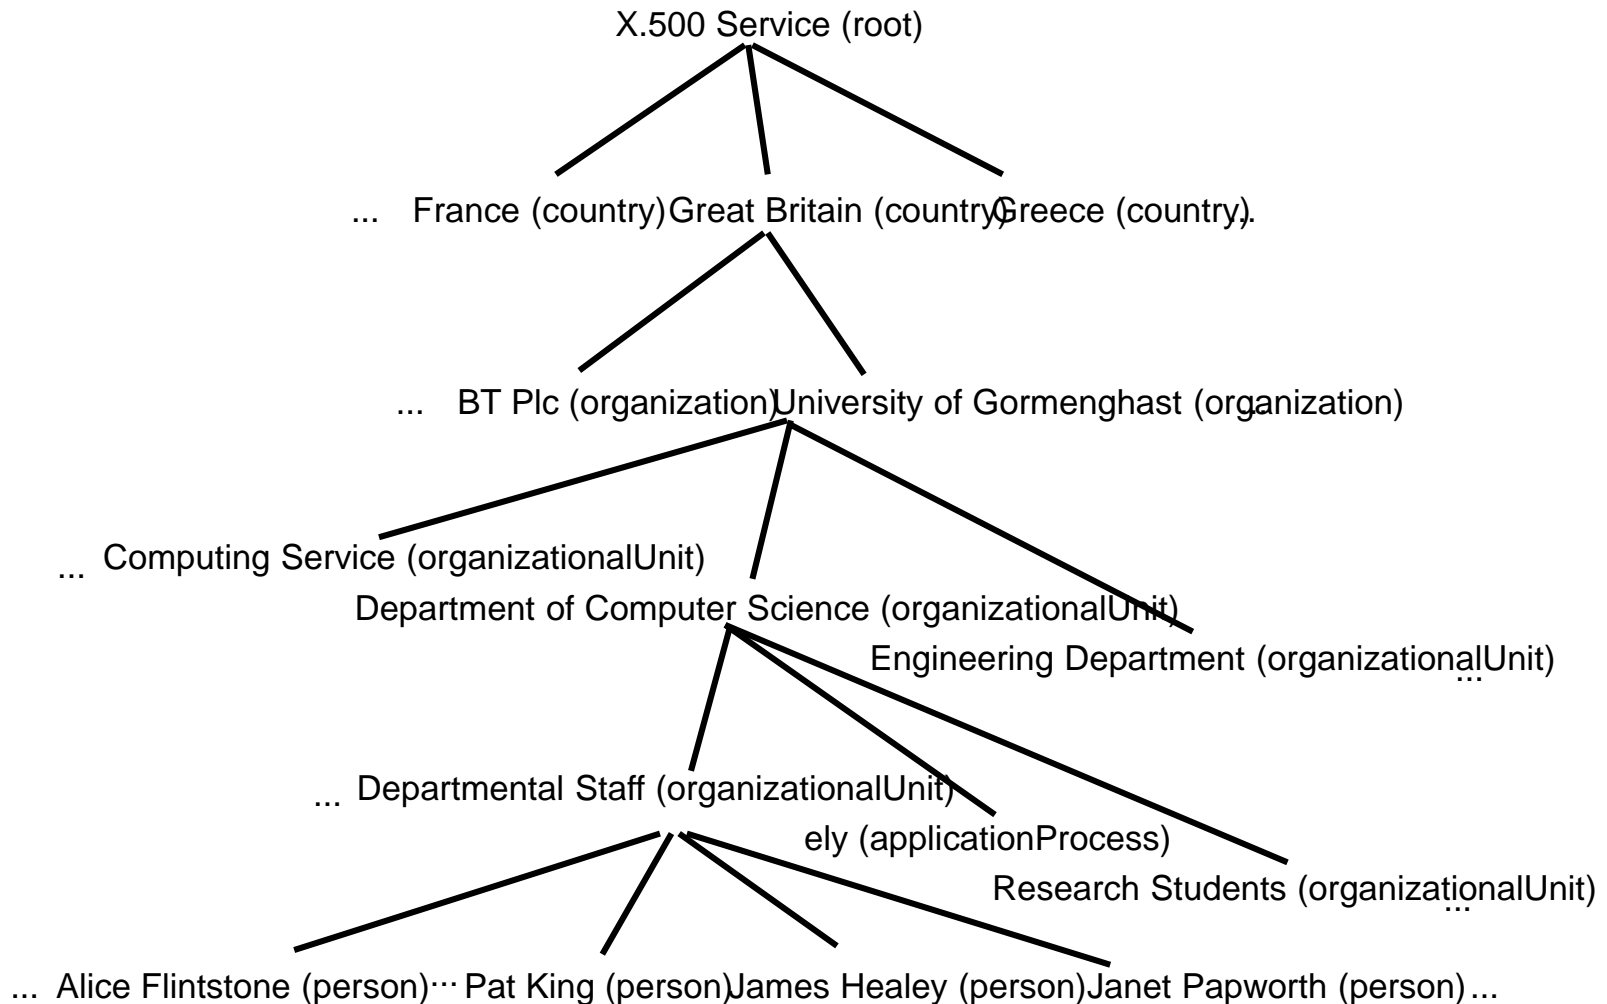 X.500 Service (root)
... France (country) Great Britain (country) Greece (country) ...
... BT Plc (organization) University of Gormenghast (organization) ...
... Computing Service (organizationalUnit)
Department of Computer Science (organizationalUnit)
Engineering Department (organizationalUnit)
...
... Departmental Staff (organizationalUnit)
ely (applicationProcess)
Research Students (organizationalUnit)
...
... Alice Flintstone (person) ... Pat King (person) James Healey (person) Janet Papworth (person) ...